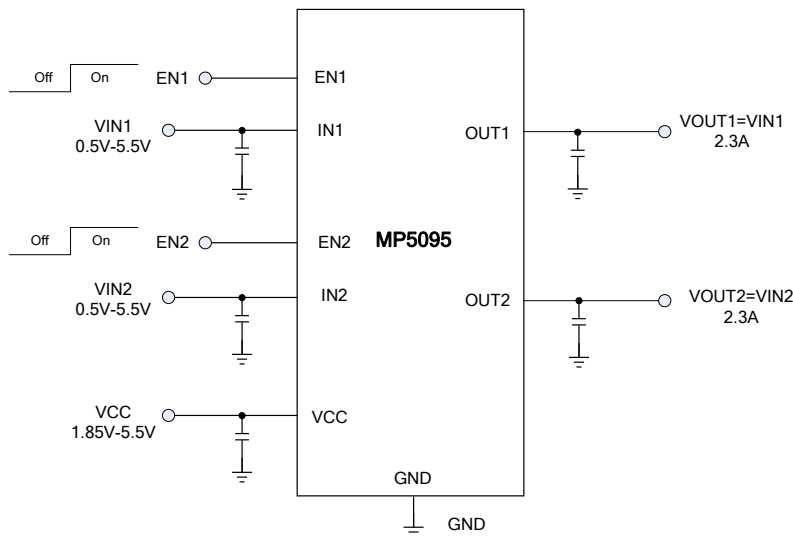 Off
On
EN1
EN1
VIN1
0.5V-5.5V
IN1
OUT1
VOUT1=VIN1
2.3A
Off
On
EN2
EN2
MP5095
VIN2
0.5V-5.5V
IN2
OUT2
VOUT2=VIN2
2.3A
VCC
1.85V-5.5V
VCC
GND
GND